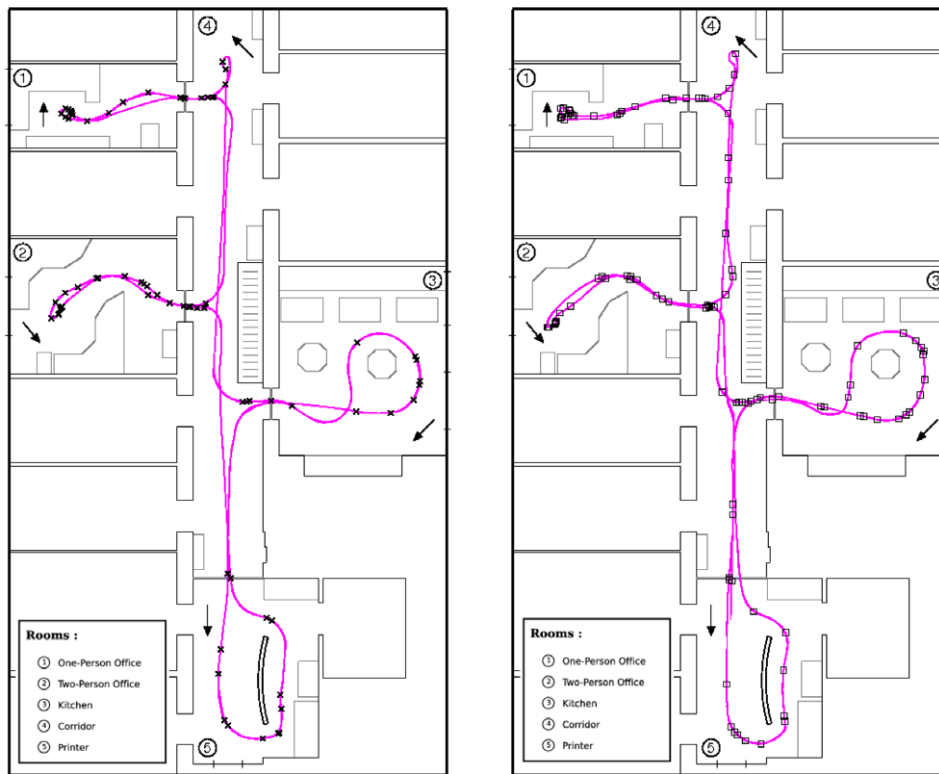 4
1
2
3
Rooms :
1 One-Person Office
2 Two-Person Office
3 Kitchen
4 Corridor
5 Printer
5
4
1
2
3
Rooms :
1 One-Person Office
2 Two-Person Office
3 Kitchen
4 Corridor
5 Printer
5